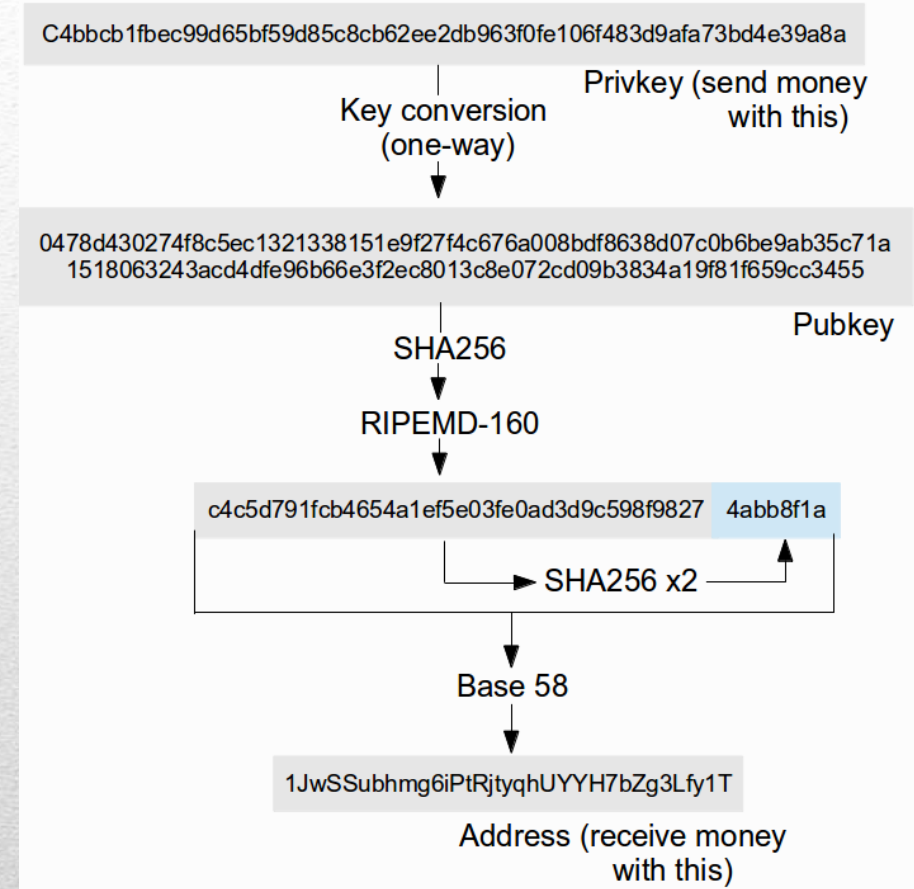 C4bbcb1fbec99d65bf59d85c8cb62ee2db963f0fe106f483d9afa73bd4e39a8a
Privkey (send money
with this)
Key conversion
(one-way)
0478d430274f8c5ec1321338151e9f27f4c676a008bdf8638d07c0b6be9ab35c71a
1518063243acd4dfe96b66e3f2ec8013c8e072cd09b3834a19f81f659cc3455
Pubkey
SHA256
RIPEMD-160
c4c5d791fcb4654a1ef5e03fe0ad3d9c598f9827 4abb8f1a
SHA256 x2
Base 58
1JwSSubhmg6iPtRjtyqhUYYH7bZg3Lfy1T
Address (receive money
with this)